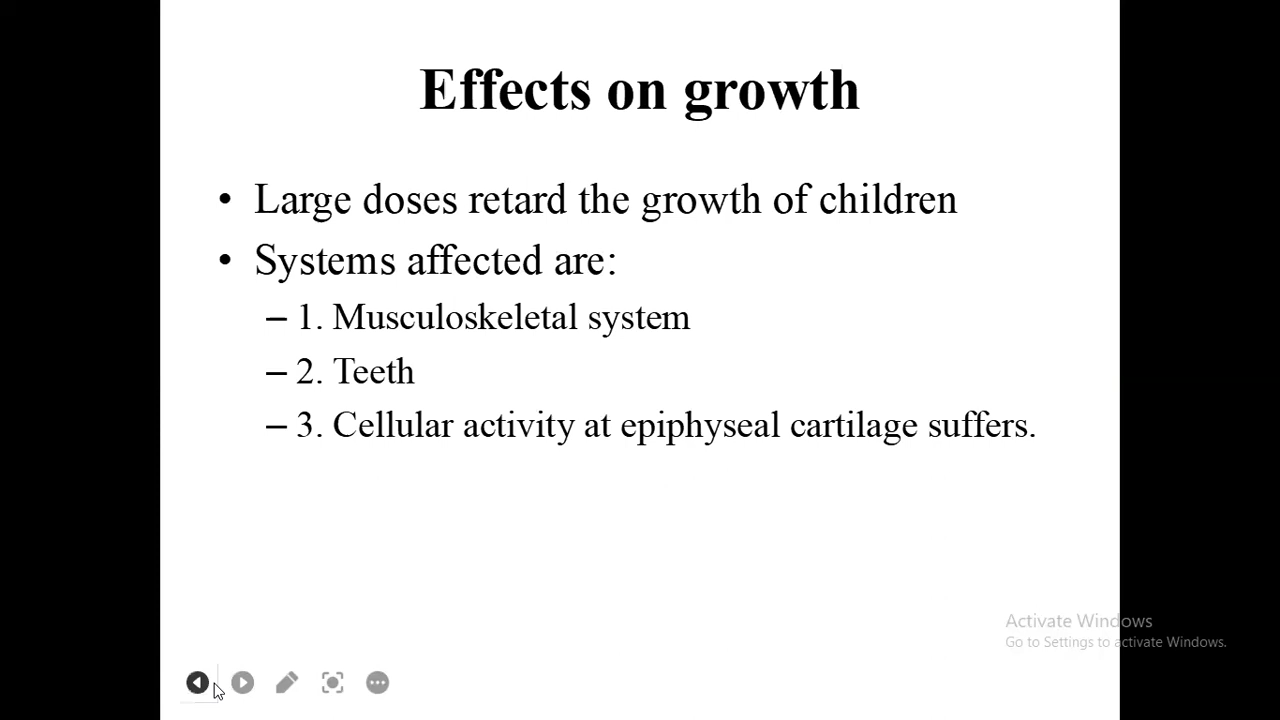 Effects on growth
• Large doses retard the growth of children
• Systems affected are:
– 1. Musculoskeletal system
– 2. Teeth
– 3. Cellular activity at epiphyseal cartilage suffers.
Activate Windows
Go to Settings to activate Windows.